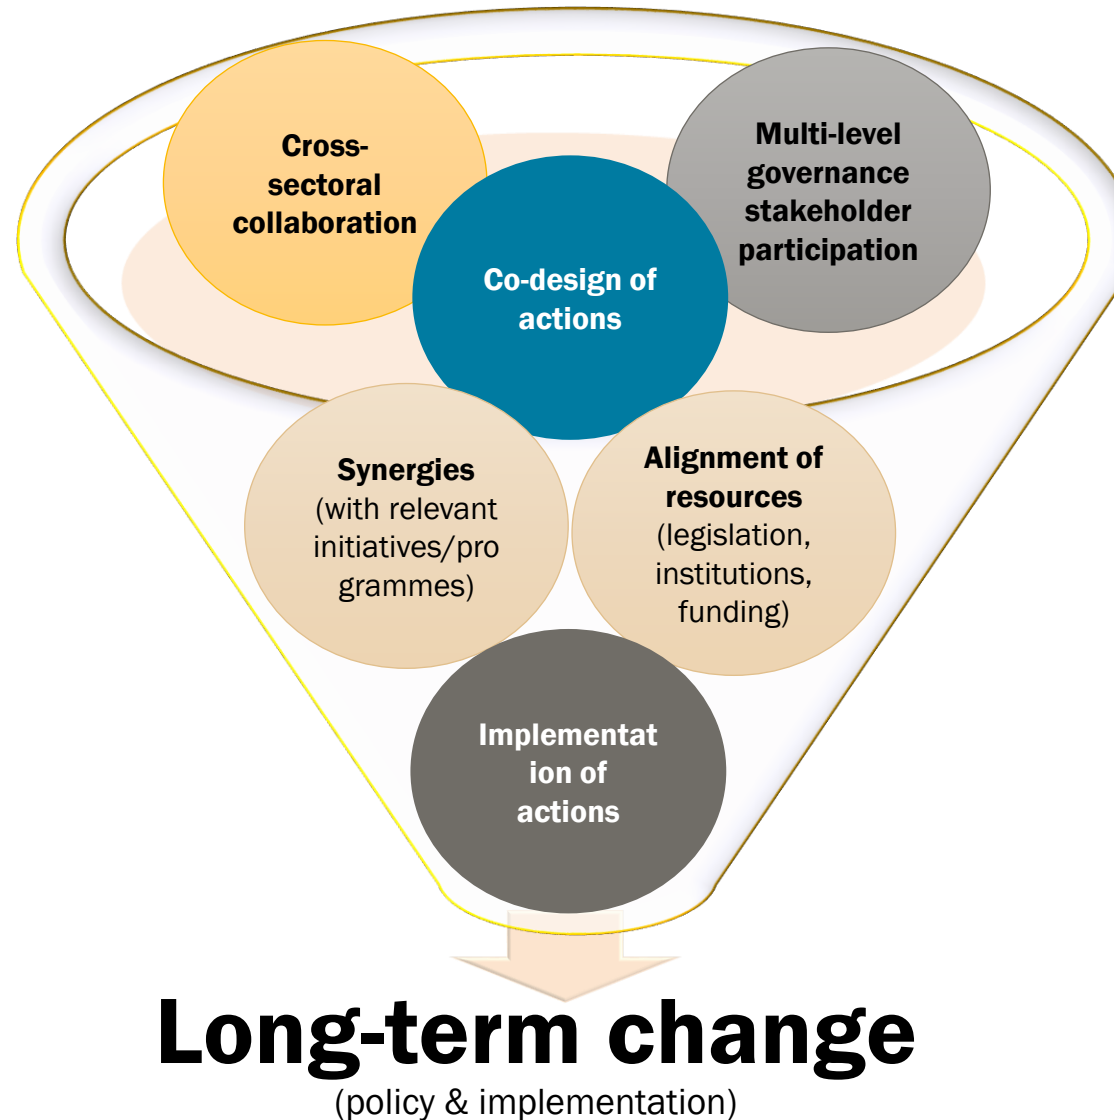 Cross-
sectoral
collaboration
Multi-level
governance
stakeholder
participation
Co-design of
actions
Synergies
(with relevant
initiatives/pro
grammes)
Alignment of
resources
(legislation,
institutions,
funding)
Implementat
ion of
actions
Long-term change
(policy & implementation)